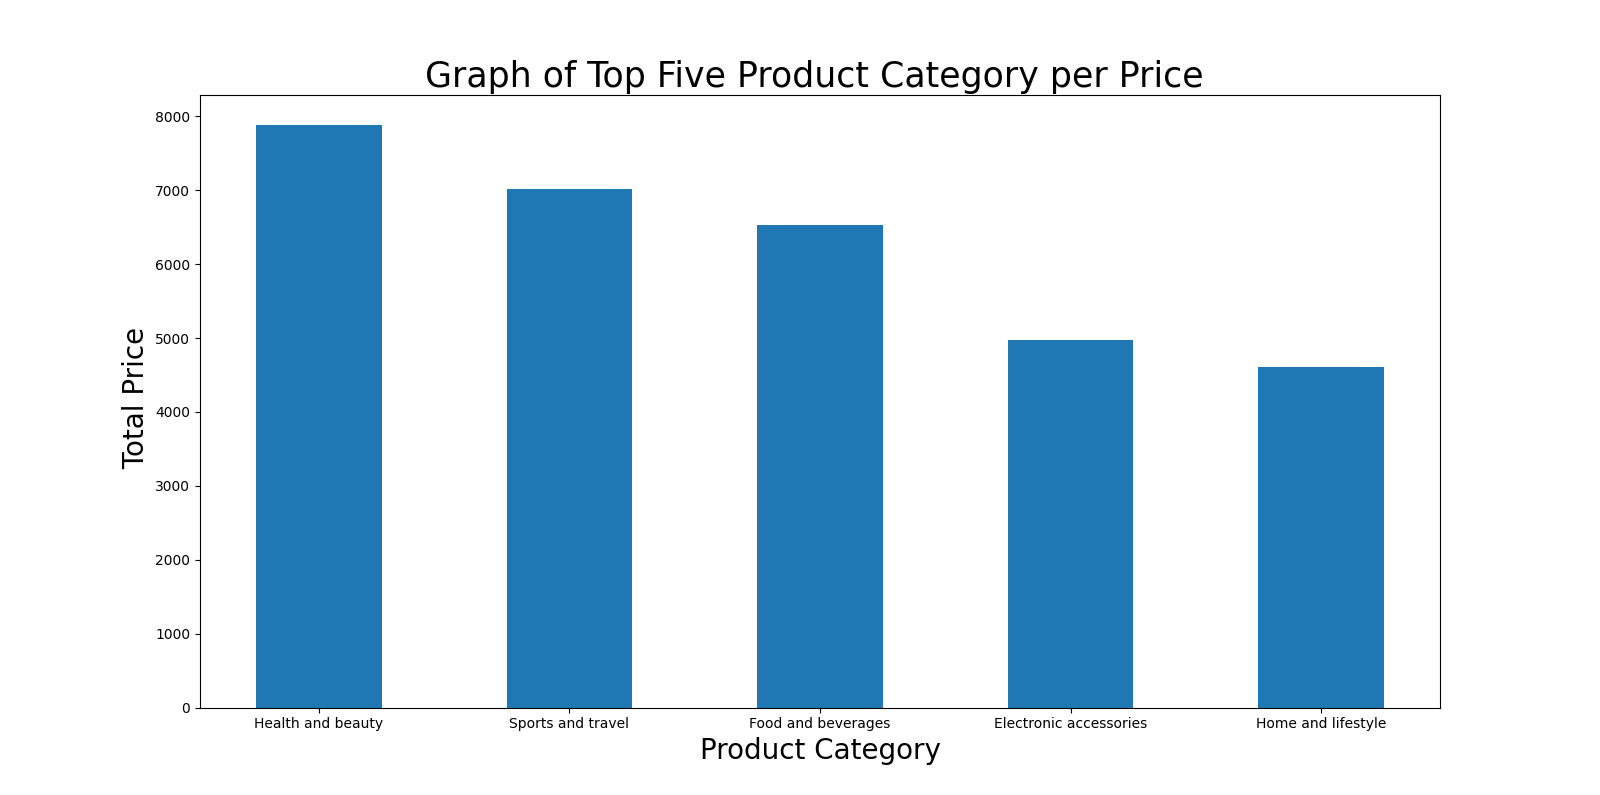 Graph of Top Five Product Category per Price
Total Price
8000
7000
6000
5000
4000
3000
2000
1000
0
Health and beauty
Sports and travel
Food and beverages
Electronic accessories
Home and lifestyle
Product Category